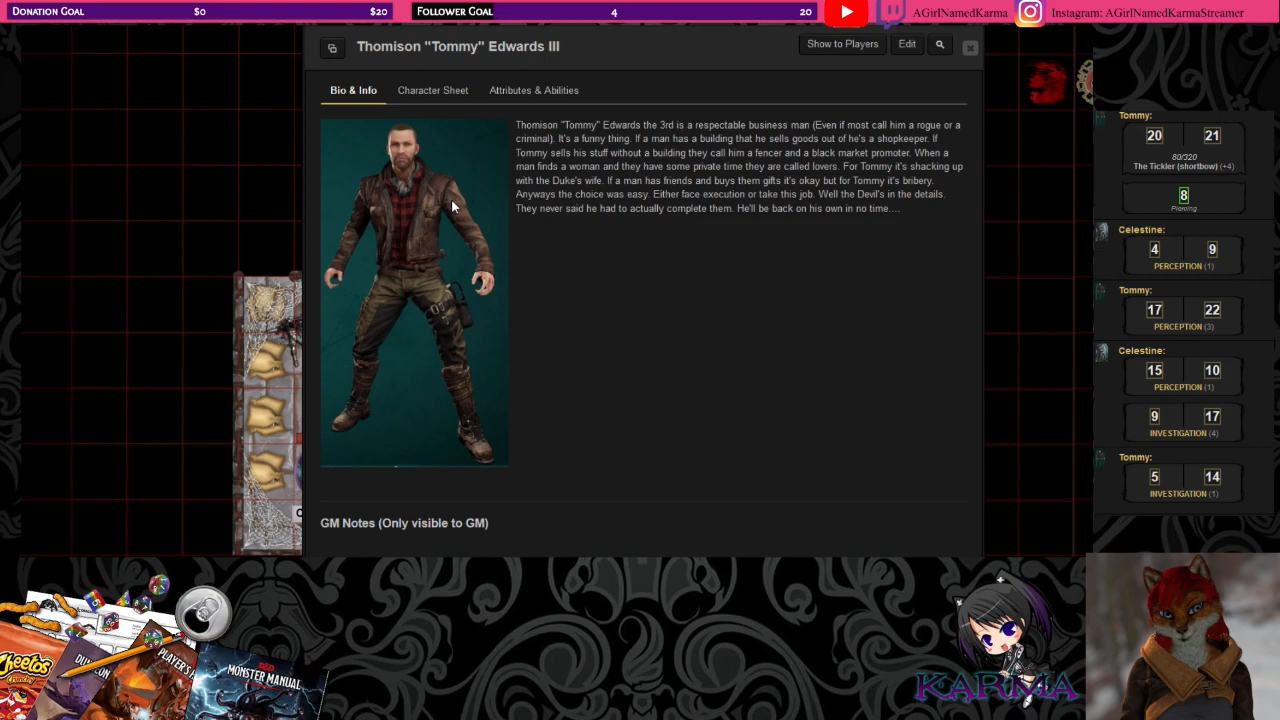 DONATION GOAL $0 $20 FOLLOWER GOAL 4 20 AGirlNamedKarma Instagram: AGirlNamedKarmaStreamer
Thomison "Tommy" Edwards III
Show to Players Edit
Bio & Info Character Sheet Attributes & Abilities
Thomison "Tommy" Edwards the 3rd is a respectable business man (Even if most call him a rogue or a
criminal). It's a funny thing. If a man has a building that he sells goods out of he's a shopkeeper. If
Tommy sells his stuff without a building they call him a fencer and a black market promoter. When a
man finds a woman and they have some private time they are called lovers. For Tommy it's shacking up
with the Duke's wife. If a man has friends and buys them gifts it's okay but for Tommy it's bribery.
Anyways the choice was easy. Either face execution or take this job. Well the Devil's in the details.
They never said he had to actually complete them. He'll be back on his own in no time....
GM Notes (Only visible to GM)
Tommy:
20 21
80/320
The Tickler (shortbow) (+4)
8
Piercing
Celestine:
4 9
PERCEPTION (1)
Tommy:
17 22
PERCEPTION (3)
Celestine:
15 10
PERCEPTION (1)
9 17
INVESTIGATION (4)
Tommy:
5 14
INVESTIGATION (1)
Cheetos
Crunchy
DUNGEON
PLAYER'S
D&D
MONSTER MANUAL
KARMA